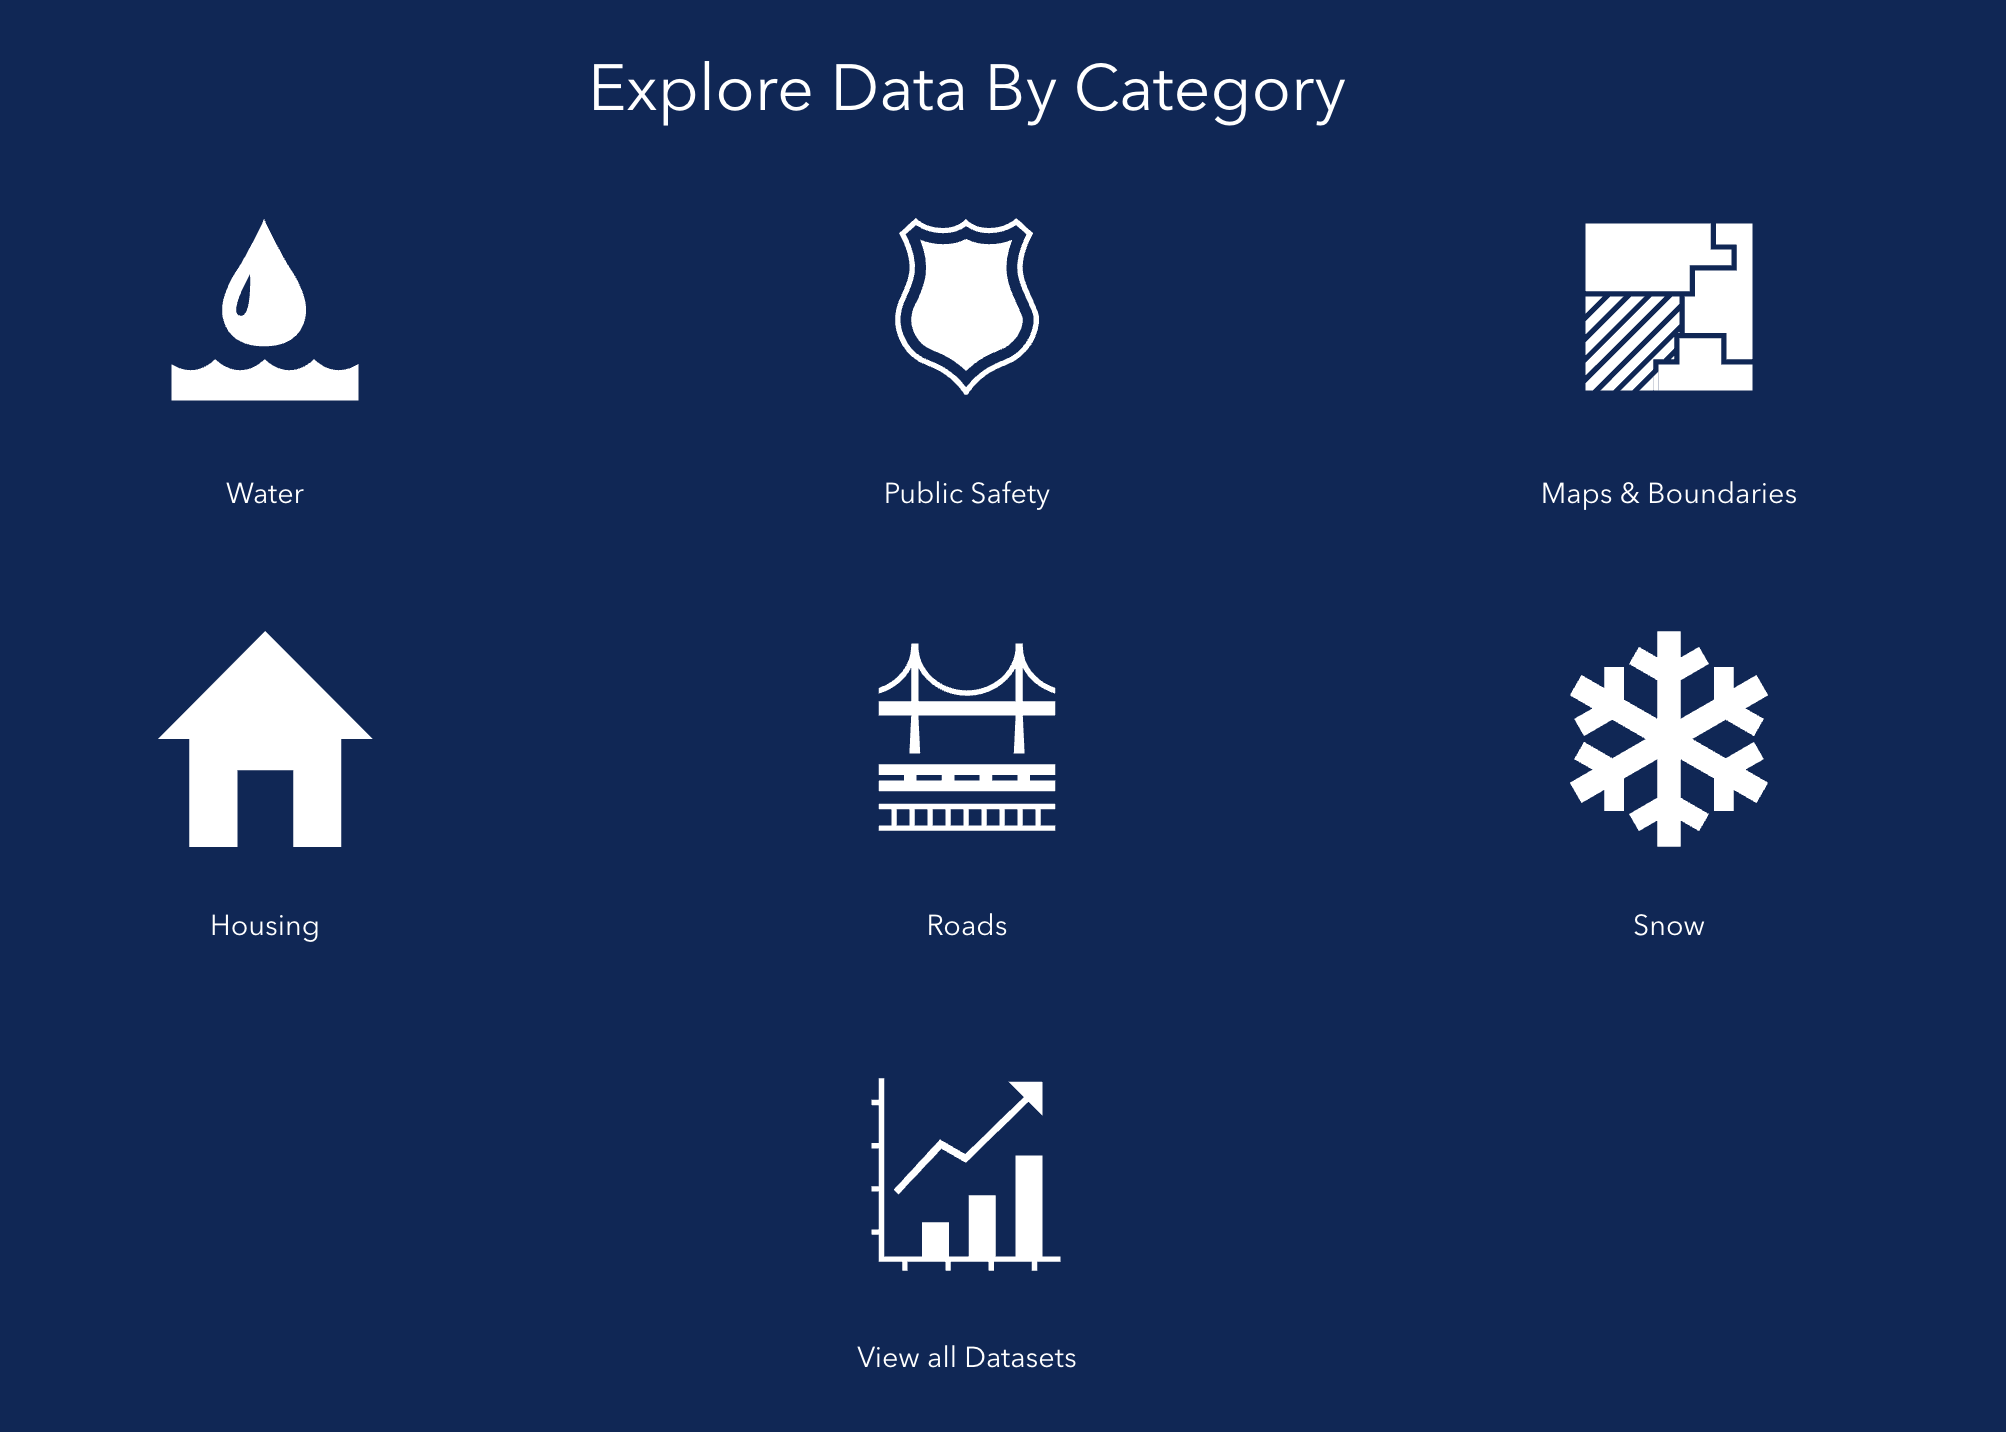 Explore Data By Category
Water
Public Safety
Maps & Boundaries
Housing
Roads
Snow
View all Datasets